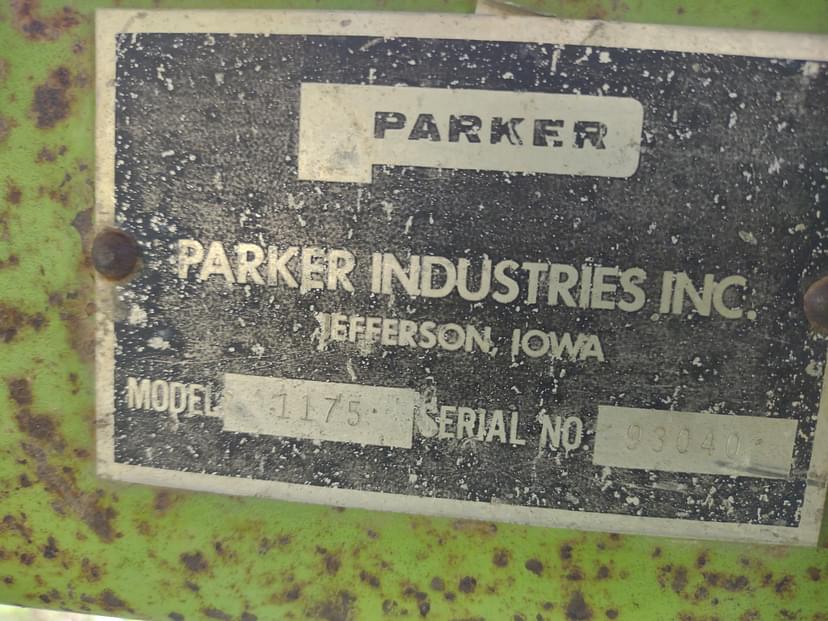 PARKER
PARKER INDUSTRIES INC.
JEFFERSON, IOWA
MODEL 1175 SERIAL NO 93040